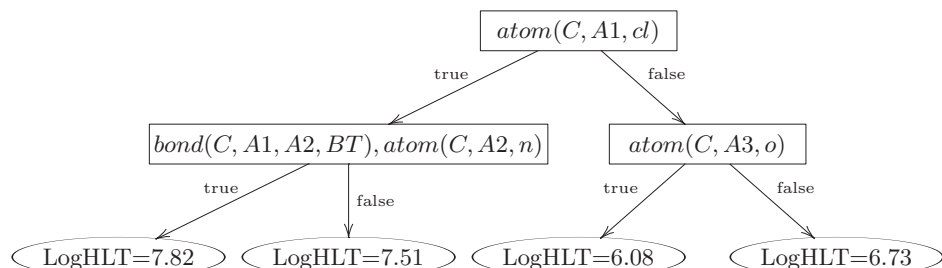 atom(C, A1, cl)
true
false
bond(C, A1, A2, BT), atom(C, A2, n)
atom(C, A3, o)
true
false
true
false
LogHLT=7.82
LogHLT=7.51
LogHLT=6.08
LogHLT=6.73